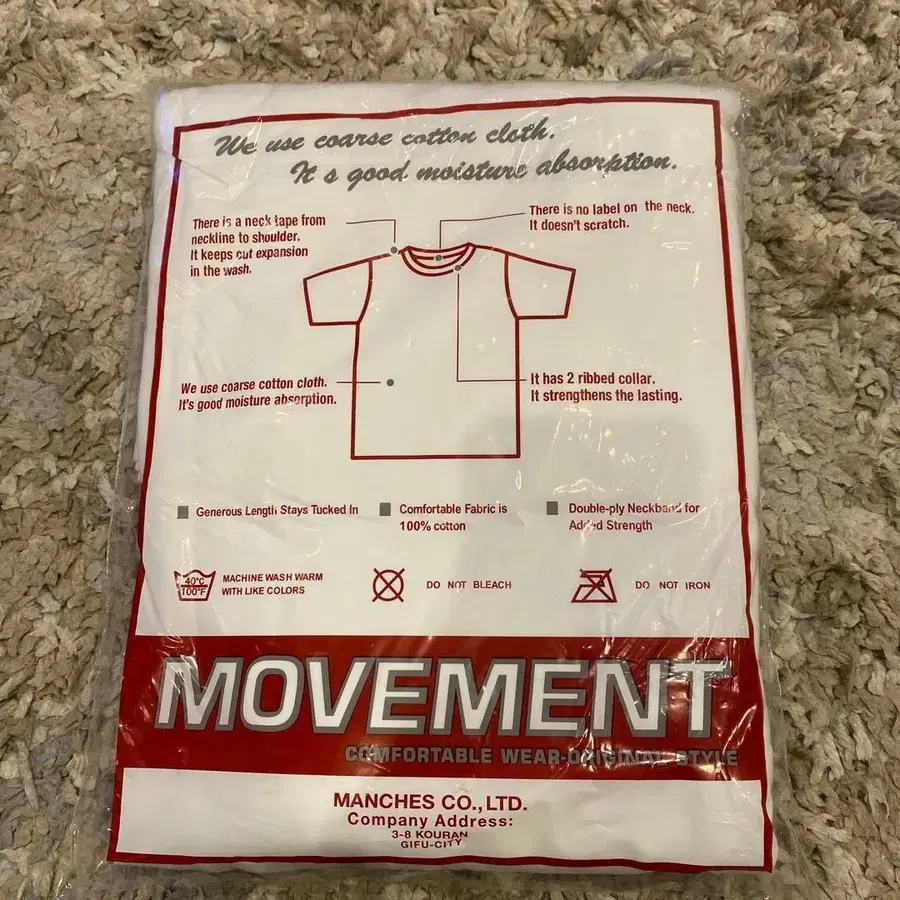 We use coarse cotton cloth.
It s good moisture absorption.
There is a neck tape from
neckline to shoulder.
It keeps out expansion
in the wash.
There is no label on the neck.
It doesn't scratch.
We use coarse cotton cloth.
It's good moisture absorption.
It has 2 ribbed collar.
It strengthens the lasting.
Generous Length Stays Tucked In
Comfortable Fabric is
100% cotton
Double-ply Neckband for
Added Strength
40°C
100°F
MACHINE WASH WARM
WITH LIKE COLORS
DO NOT BLEACH
DO NOT IRON
MOVEMENT
COMFORTABLE WEAR-ORIGINAL STYLE
MANCHES CO., LTD.
Company Address:
3-8 KOURAN
GIFU-CITY